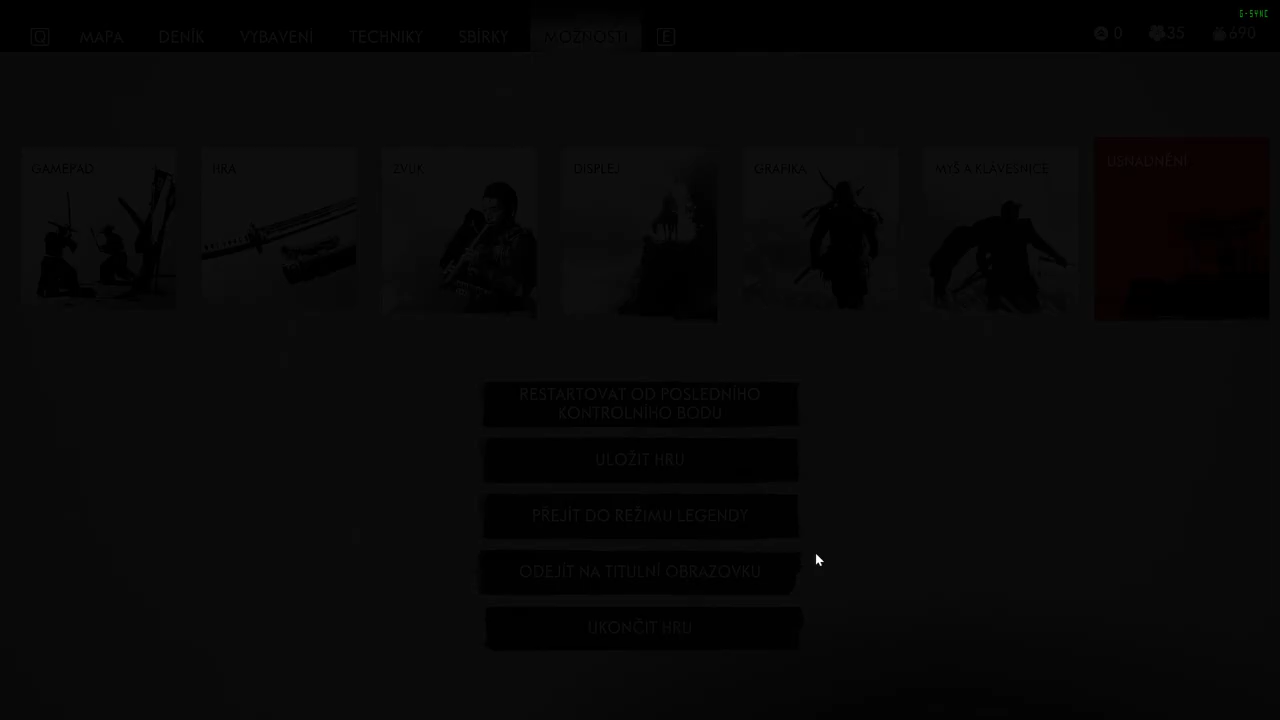 G-SYNC
Q MAPA DENÍK VYBAVENÍ TECHNIKY SBÍRKY MOŽNOSTI E 0 35 690
GAMEPAD HRA ZVUK DISPLEJ GRAFIKA MYŠ A KLÁVESNICE USNADNĚNÍ
RESTARTOVAT OD POSLEDNÍHO
KONTROLNÍHO BODU
ULOŽIT HRU
PŘEJÍT DO REŽIMU LEGENDY
ODEJÍT NA TITULNÍ OBRAZOVKU
UKONČIT HRU